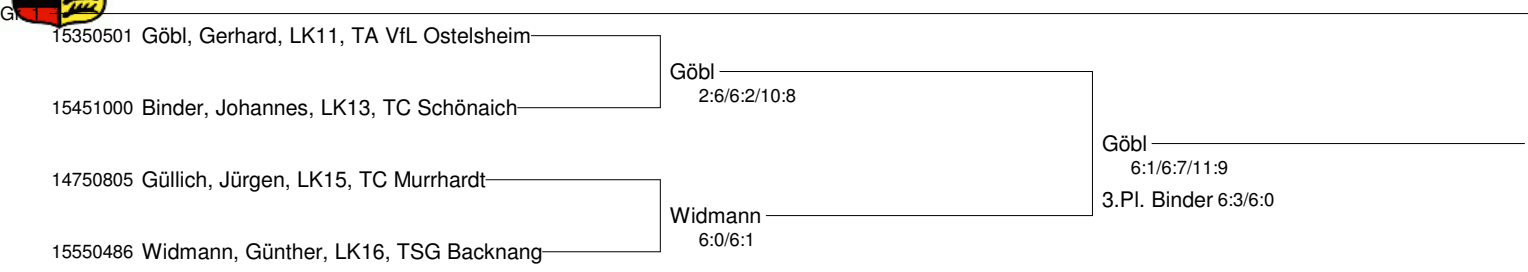 15350501 Göbl, Gerhard, LK11, TA VfL Ostelsheim
Göbl
2:6/6:2/10:8
15451000 Binder, Johannes, LK13, TC Schönaich
Göbl
6:1/6:7/11:9
14750805 Güllich, Jürgen, LK15, TC Murrhardt
3.Pl. Binder 6:3/6:0
Widmann
6:0/6:1
15550486 Widmann, Günther, LK16, TSG Backnang